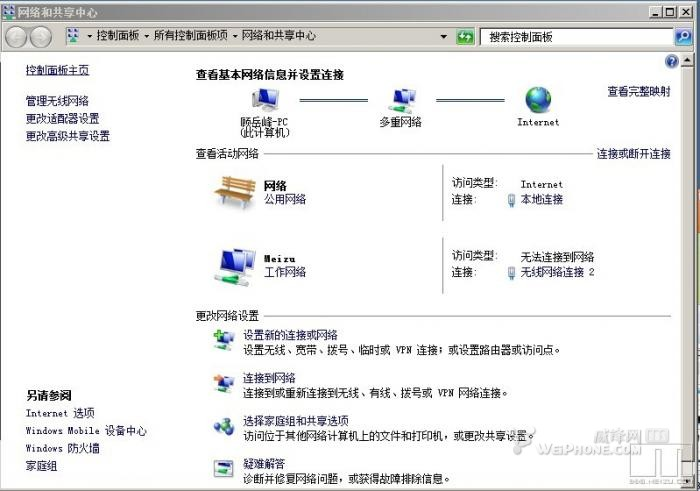 网络和共享中心
控制面板 所有控制面板项 网络和共享中心
搜索控制面板
控制面板主页
管理无线网络
更改适配器设置
更改高级共享设置
查看基本网络信息并设置连接
查看完整映射
顾岳峰-PC
(此计算机)
多重网络
Internet
查看活动网络
连接或断开连接
网络
公用网络
访问类型: Internet
连接: 本地连接
Meizu
工作网络
访问类型: 无法连接到网络
连接: 无线网络连接 2
更改网络设置
设置新的连接或网络
设置无线、宽带、拨号、临时或 VPN 连接；或设置路由器或访问点。
连接到网络
连接到或重新连接到无线、有线、拨号或 VPN 网络连接。
选择家庭组和共享选项
访问位于其他网络计算机上的文件和打印机，或更改共享设置。
疑难解答
诊断并修复网络问题，或获得故障排除信息。
另请参阅
Internet 选项
Windows Mobile 设备中心
Windows 防火墙
家庭组
威锋网
WEIPHONE.COM
BBS.MEIZU.COM